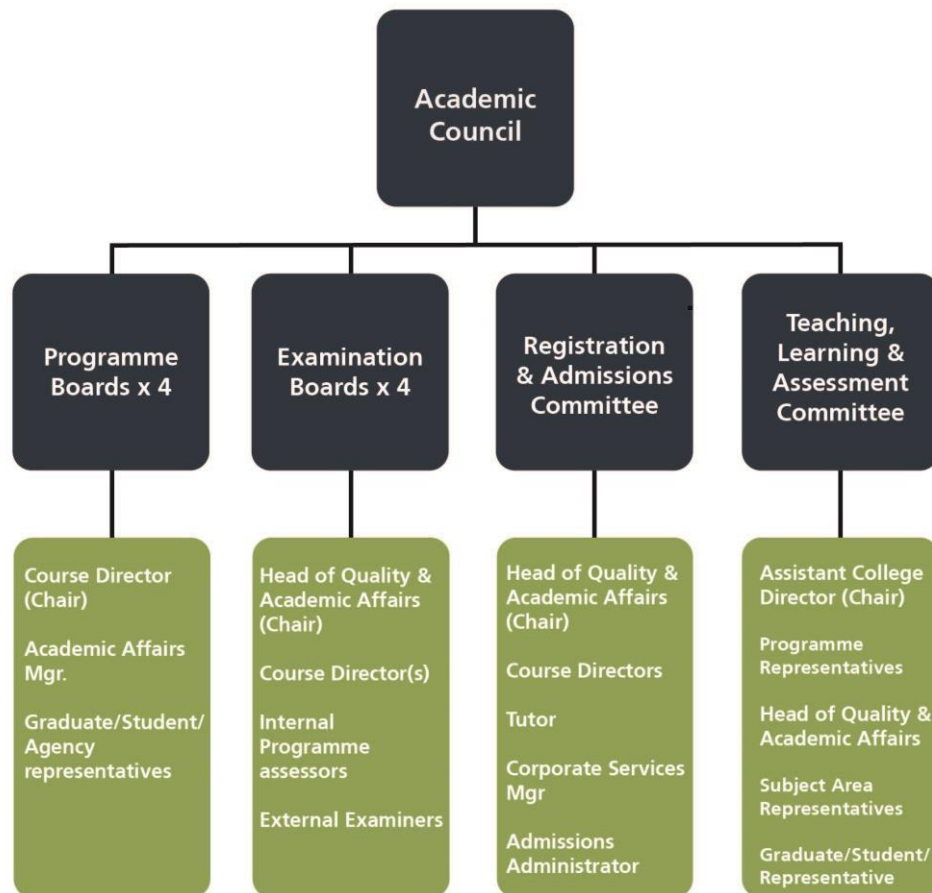 Academic
Council
Programme
Boards x 4
Examination
Boards x 4
Registration
& Admissions
Committee
Teaching,
Learning &
Assessment
Committee
Course Director
(Chair)
Academic Affairs
Mgr.
Graduate/Student/
Agency
representatives
Head of Quality &
Academic Affairs
(Chair)
Course Director(s)
Internal
Programme
assessors
External Examiners
Head of Quality &
Academic Affairs
(Chair)
Course Directors
Tutor
Corporate Services
Mgr
Admissions
Administrator
Assistant College
Director (Chair)
Programme
Representatives
Head of Quality &
Academic Affairs
Subject Area
Representatives
Graduate/Student/
Representative